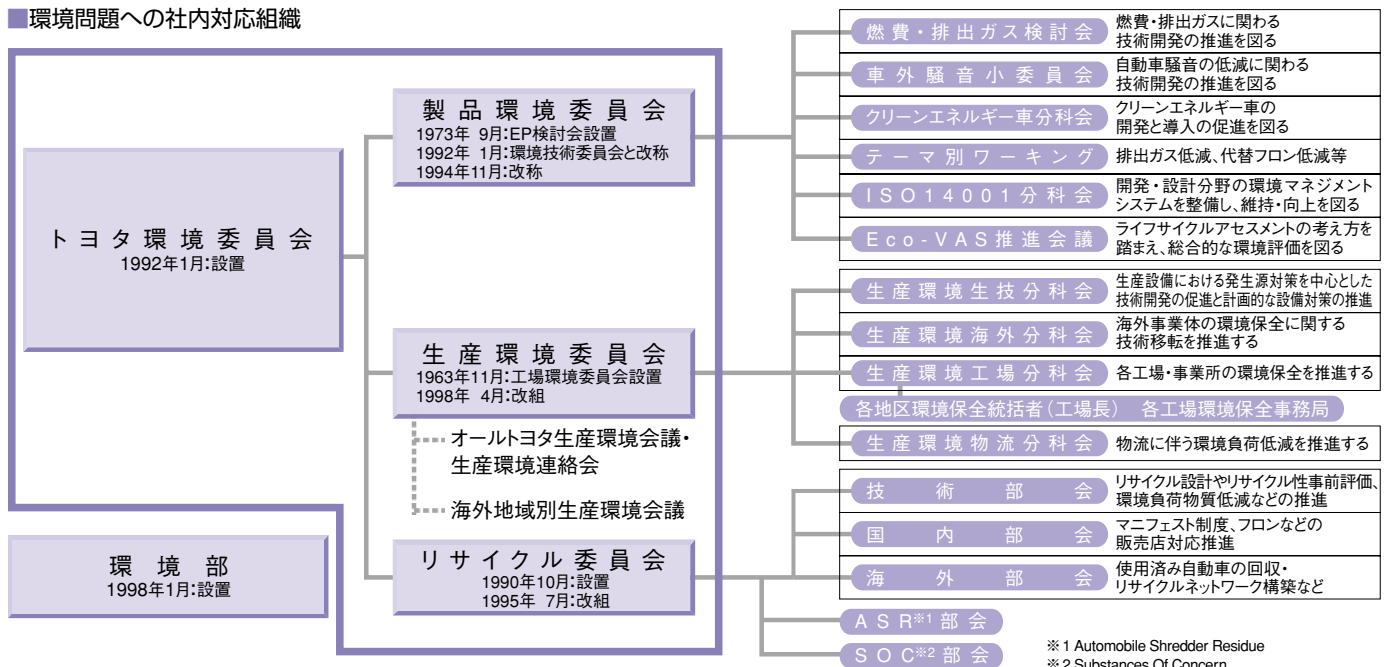 ■環境問題への社内対応組織
トヨタ環境委員会
1992年1月:設置
環境部
1998年1月:設置
製品環境委員会
1973年 9月:EP検討会設置
1992年 1月:環境技術委員会と改称
1994年11月:改称
生産環境委員会
1963年11月:工場環境委員会設置
1998年 4月:改組
オールトヨタ生産環境会議・
生産環境連絡会
海外地域別生産環境会議
リサイクル委員会
1990年10月:設置
1995年 7月:改組
燃費・排出ガス検討会
燃費・排出ガスに関わる
技術開発の推進を図る
車外騒音小委員会
自動車騒音の低減に関わる
技術開発の推進を図る
クリーンエネルギー車分科会
クリーンエネルギー車の
開発と導入の促進を図る
テーマ別ワーキング
排出ガス低減、代替フロン低減等
ISO14001分科会
開発・設計分野の環境マネジメント
システムを整備し、維持・向上を図る
Eco-VAS推進会議
ライフサイクルアセスメントの考え方を
踏まえ、総合的な環境評価を図る
生産環境生技分科会
生産設備における発生源対策を中心とした
技術開発の促進と計画的な設備対策の推進
生産環境海外分科会
海外事業体の環境保全に関する
技術移転を推進する
生産環境工場分科会
各工場・事業所の環境保全を推進する
各地区環境保全統括者(工場長) 各工場環境保全事務局
生産環境物流分科会
物流に伴う環境負荷低減を推進する
技術部会
リサイクル設計やリサイクル性事前評価、
環境負荷物質低減などの推進
国内部会
マニフェスト制度、フロンなどの
販売店対応推進
海外部会
使用済み自動車の回収・
リサイクルネットワーク構築など
ASR※1部会
SOC※2部会
※1 Automobile Shredder Residue
※2 Substances Of Concern